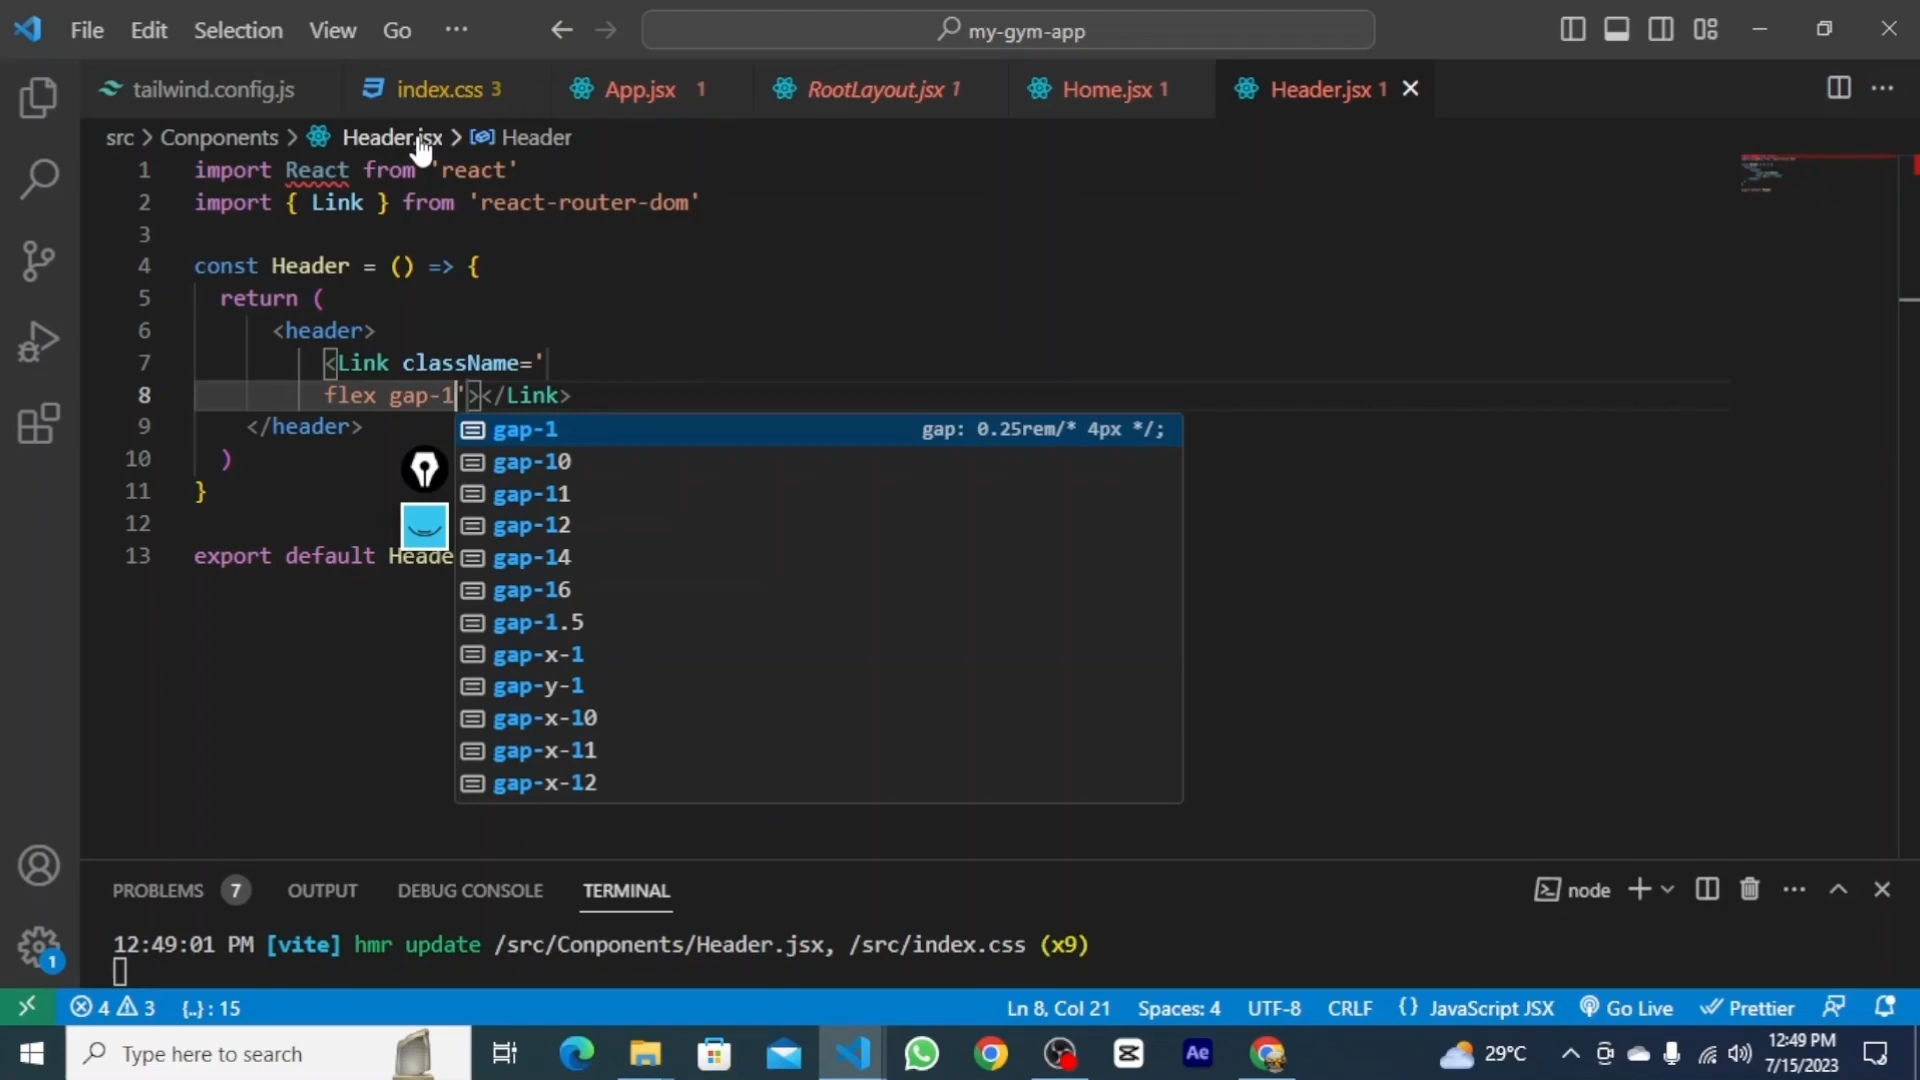 File Edit Selection View Go ···
my-gym-app
tailwind.config.js
index.css 3
App.jsx 1
RootLayout.jsx 1
Home.jsx 1
Header.jsx 1
src > Conponents > Header.jsx > Header
1 import React from 'react'
2 import { Link } from 'react-router-dom'
3
4 const Header = () => {
5 return (
6 <header>
7 <Link className='
8 flex gap-1'></Link>
9 </header>
10 )
11 }
12
13 export default Heade
gap-1 gap: 0.25rem/* 4px */;
gap-10
gap-11
gap-12
gap-14
gap-16
gap-1.5
gap-x-1
gap-y-1
gap-x-10
gap-x-11
gap-x-12
PROBLEMS 7 OUTPUT DEBUG CONSOLE TERMINAL
node
12:49:01 PM [vite] hmr update /src/Conponents/Header.jsx, /src/index.css (x9)
1
4 3 {..} : 15
Ln 8, Col 21 Spaces: 4 UTF-8 CRLF {} JavaScript JSX Go Live Prettier
Type here to search
Ae
29°C
12:49 PM
7/15/2023